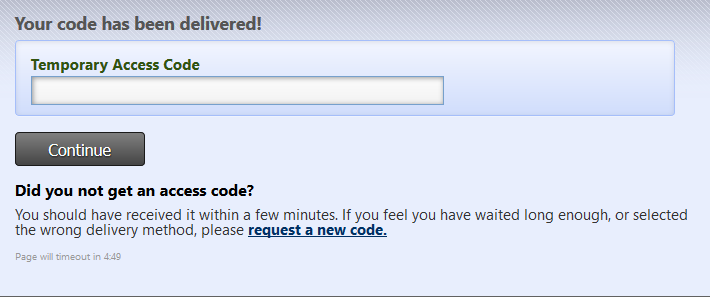 Your code has been delivered!
Temporary Access Code
Continue
Did you not get an access code?
You should have received it within a few minutes. If you feel you have waited long enough, or selected
the wrong delivery method, please request a new code.
Page will timeout in 4:49